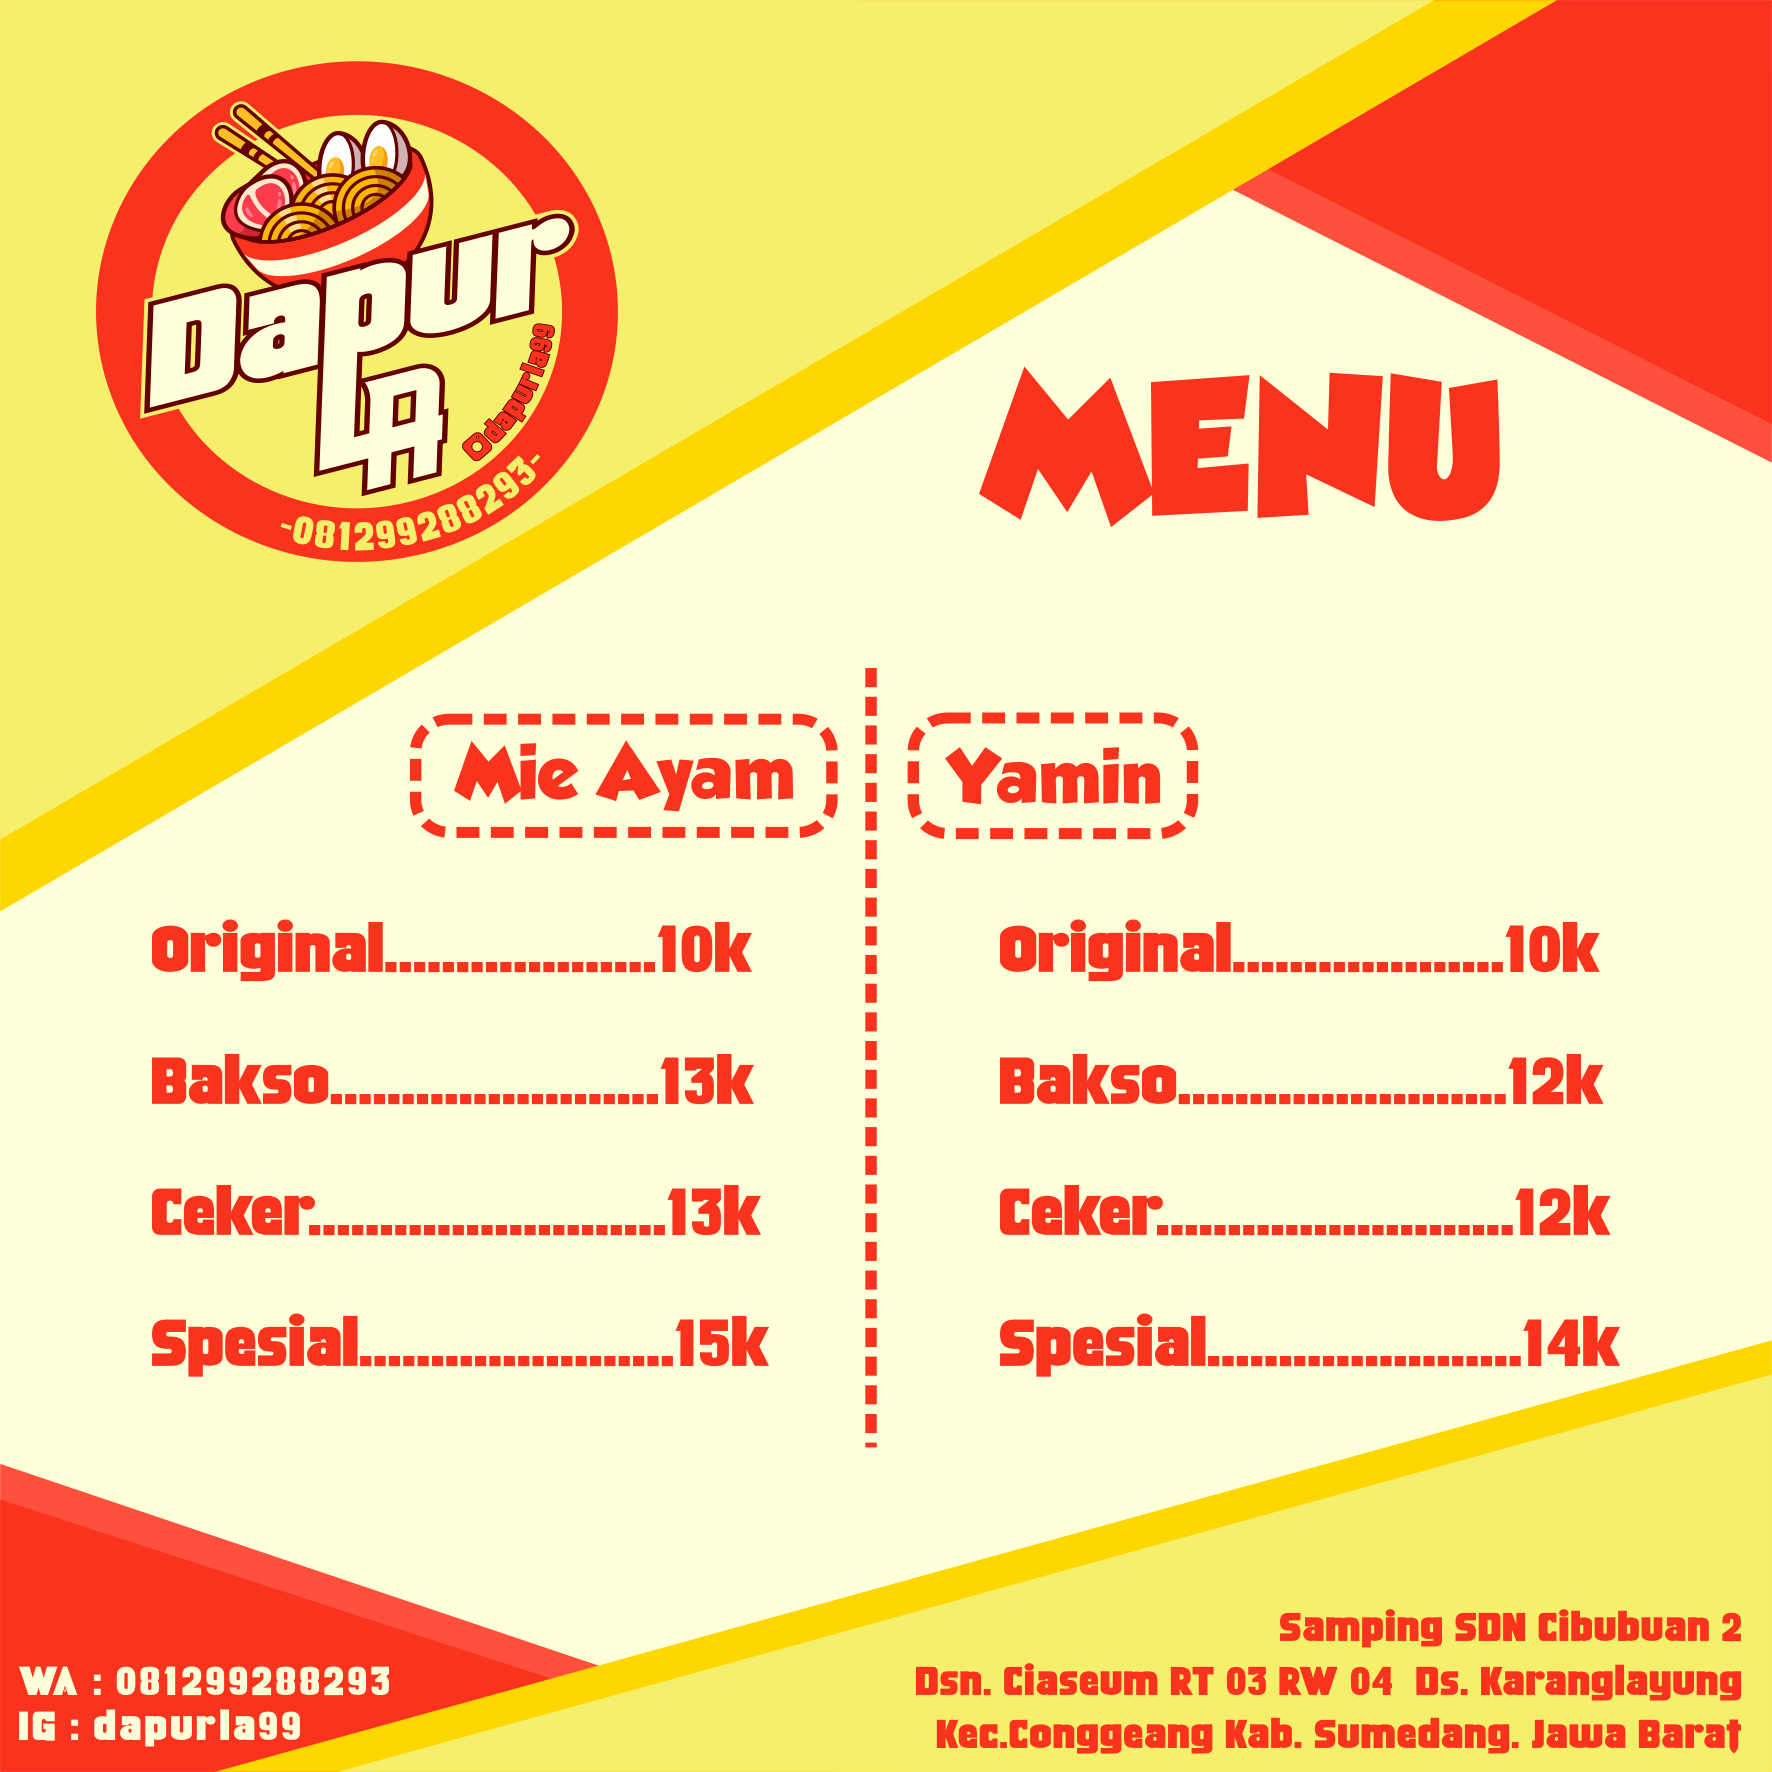 Dapur
LA
dapurla99
-081299288293-
MENU
Mie Ayam
Original...................10k
Bakso.......................13k
Ceker.........................13k
Spesial......................15k
Yamin
Original...................10k
Bakso.......................12k
Ceker.........................12k
Spesial......................14k
WA : 081299288293
IG : dapurla99
Samping SDN Cibubuan 2
Dsn. Ciaseum RT 03 RW 04 Ds. Karanglayung
Kec.Conggeang Kab. Sumedang. Jawa Barat